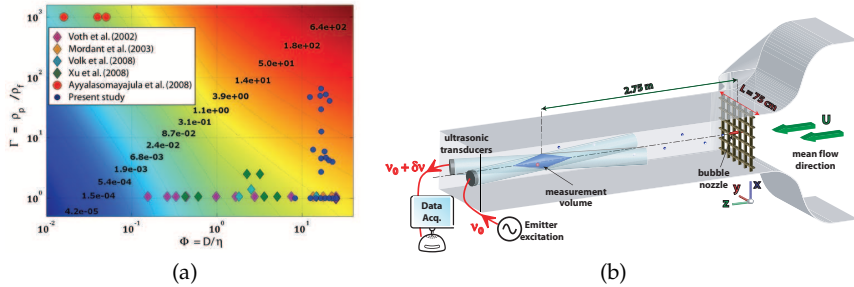 (a)
10³
10²
10¹
10⁰
Γ = ρp /ρf
Voth et al. (2002)
Mordant et al. (2003)
Volk et al. (2008)
Xu et al. (2008)
Ayyalasomayajula et al. (2008)
Present study
6.4e+02
1.8e+02
5.0e+01
1.4e+01
3.9e+00
1.1e+00
3.1e-01
8.7e-02
2.4e-02
6.8e-03
1.9e-03
5.4e-04
1.5e-04
4.2e-05
10⁻²
10⁻¹
10⁰
10¹
Φ = D/η
(a)
2.75 m
L = 75 cm
U
mean flow
direction
ultrasonic
transducers
ν₀ + δν
measurement
volume
bubble
nozzle
y
x
z
Data
Acq.
ν₀
Emitter
excitation
(b)